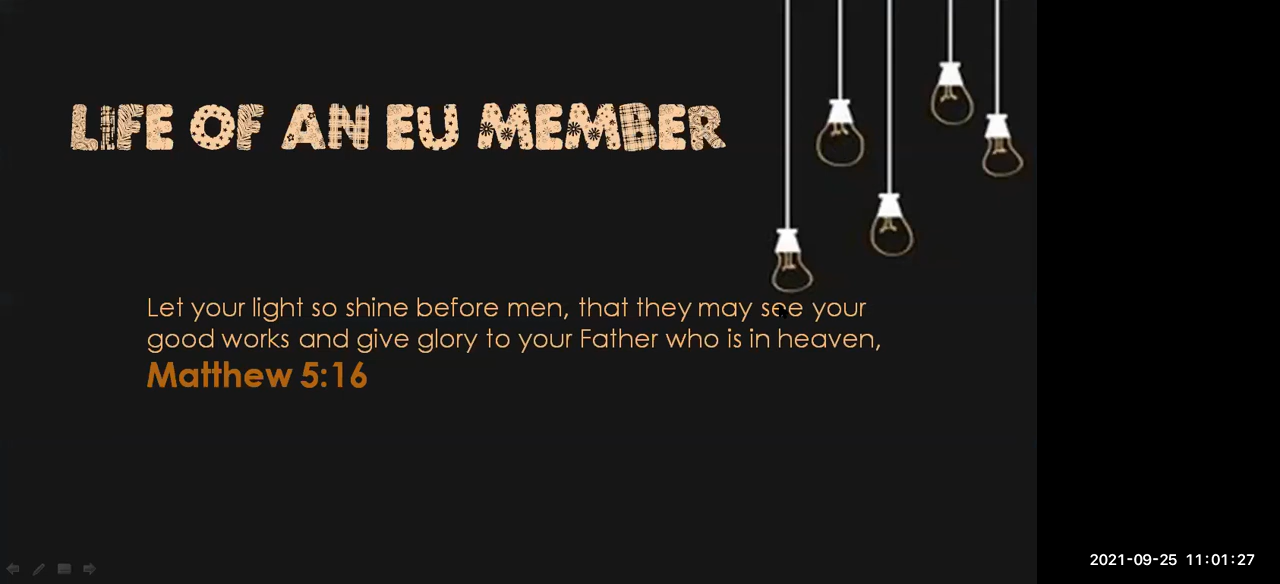 LIFE OF AN EU MEMBER
Let your light so shine before men, that they may see your
good works and give glory to your Father who is in heaven,
Matthew 5:16
2021-09-25 11:01:27